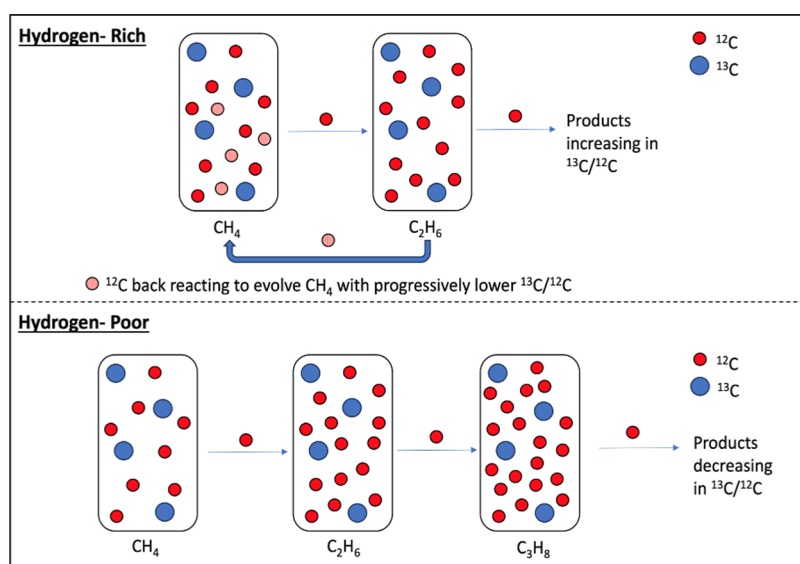 Hydrogen- Rich
¹²C
¹³C
Products
increasing in
¹³C/¹²C
CH₄
C₂H₆
¹²C back reacting to evolve CH₄ with progressively lower ¹³C/¹²C
Hydrogen- Poor
¹²C
¹³C
Products
decreasing
in ¹³C/¹²C
CH₄
C₂H₆
C₃H₈